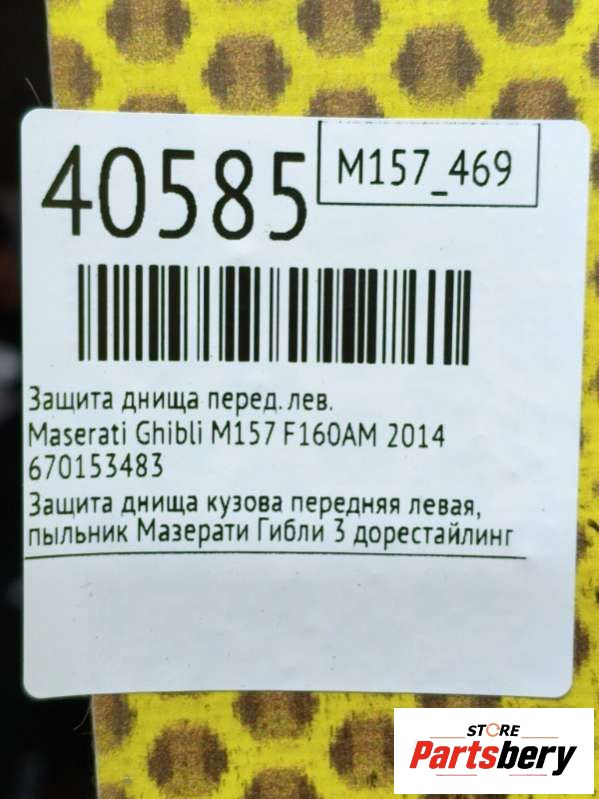 40585
M157_469
Защита днища перед. лев.
Maserati Ghibli M157 F160AM 2014
670153483
Защита днища кузова передняя левая,
пыльник Мазерати Гибли 3 дорестайлинг
STORE
Partsbery